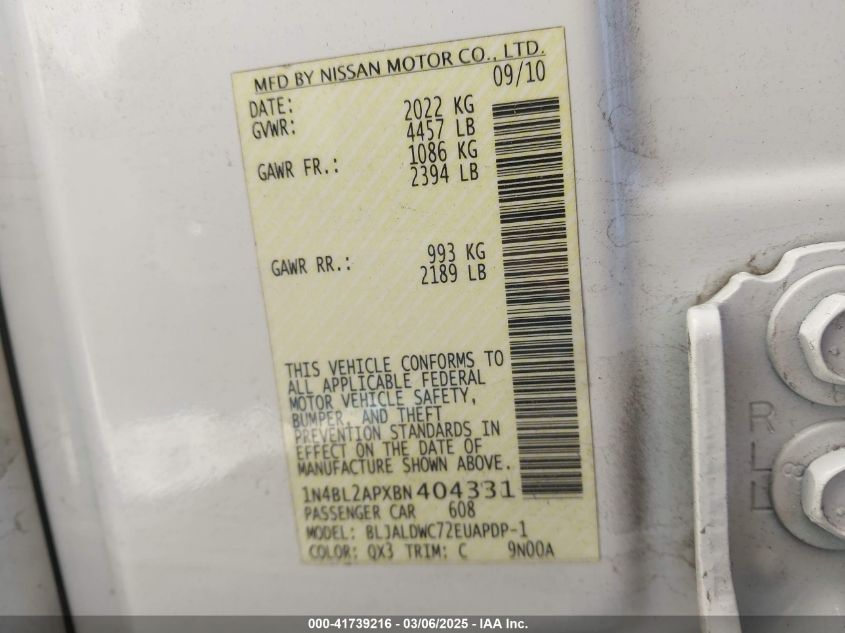 MFD BY NISSAN MOTOR CO., LTD.
DATE: 09/10
GVWR: 2022 KG
4457 LB
GAWR FR.: 1086 KG
2394 LB
GAWR RR.: 993 KG
2189 LB
THIS VEHICLE CONFORMS TO
ALL APPLICABLE FEDERAL
MOTOR VEHICLE SAFETY,
BUMPER, AND THEFT
PREVENTION STANDARDS IN
EFFECT ON THE DATE OF
MANUFACTURE SHOWN ABOVE.
1N4BL2APXBN404331
PASSENGER CAR 608
MODEL: BLJALDWC72EUAPDP-1
COLOR: QX3 TRIM: C 9N00A
000-41739216 - 03/06/2025 - IAA Inc.